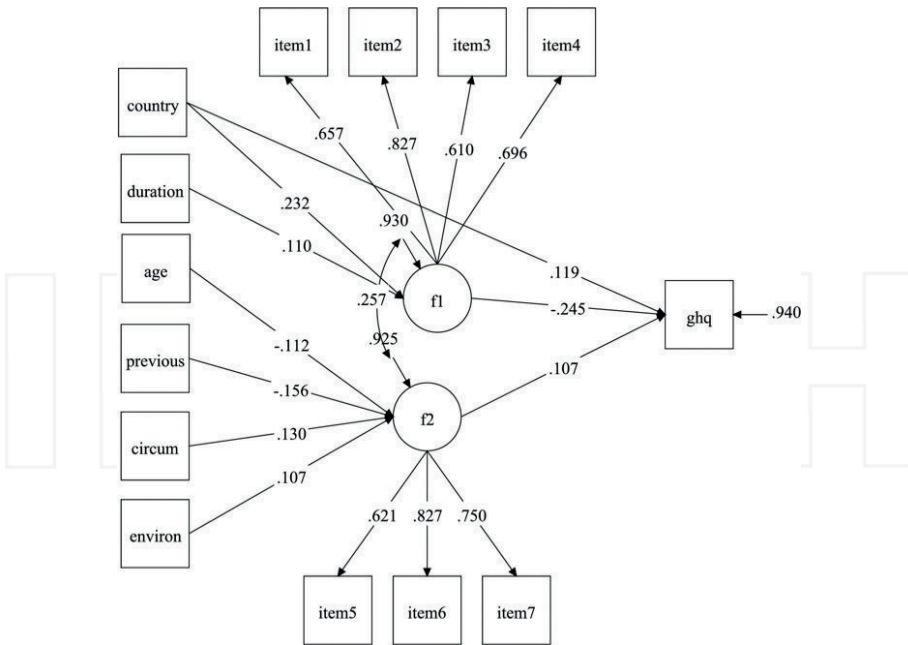 item1 item2 item3 item4
country
.657 .827 .610 .696
duration
.232
.930
.110
age
.119
.257
f1
-.245
ghq
.940
.925
-.112
previous
-.156
.107
f2
circum
.130
.107
environ
.621 .827 .750
item5 item6 item7